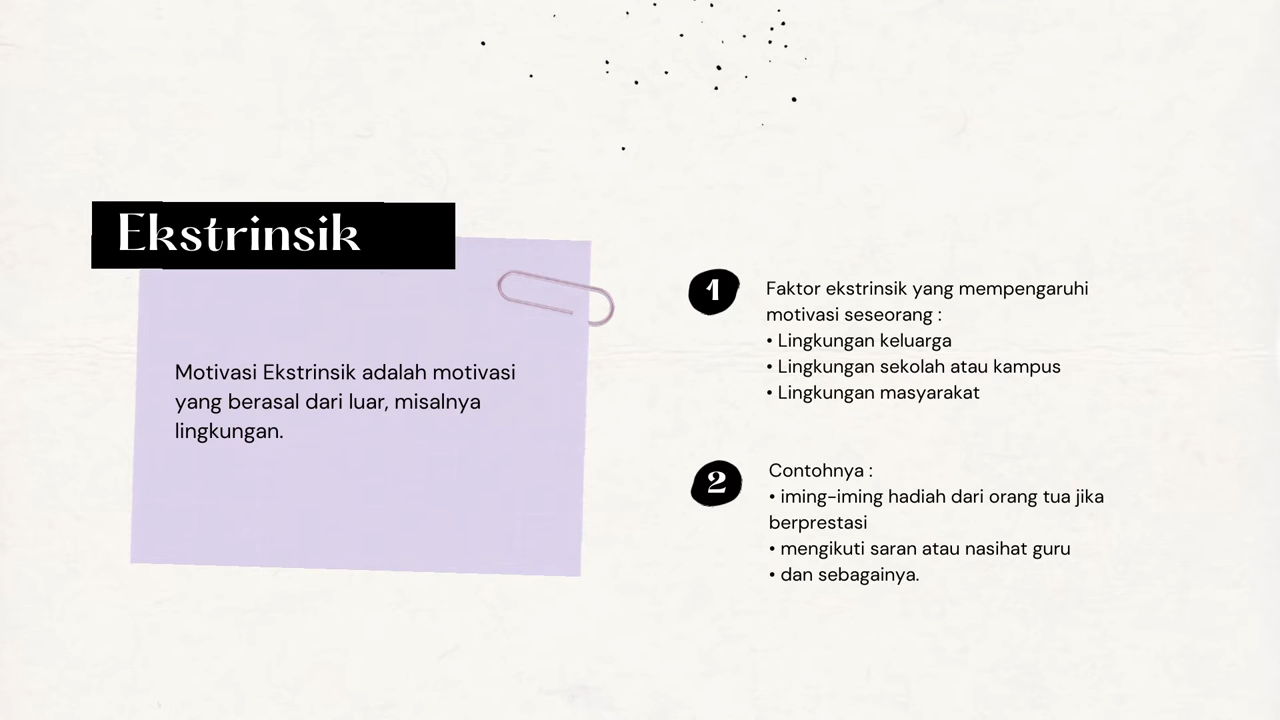 Ekstrinsik
Motivasi Ekstrinsik adalah motivasi
yang berasal dari luar, misalnya
lingkungan.
1
Faktor ekstrinsik yang mempengaruhi
motivasi seseorang :
• Lingkungan keluarga
• Lingkungan sekolah atau kampus
• Lingkungan masyarakat
2
Contohnya :
• iming-iming hadiah dari orang tua jika
berprestasi
• mengikuti saran atau nasihat guru
• dan sebagainya.